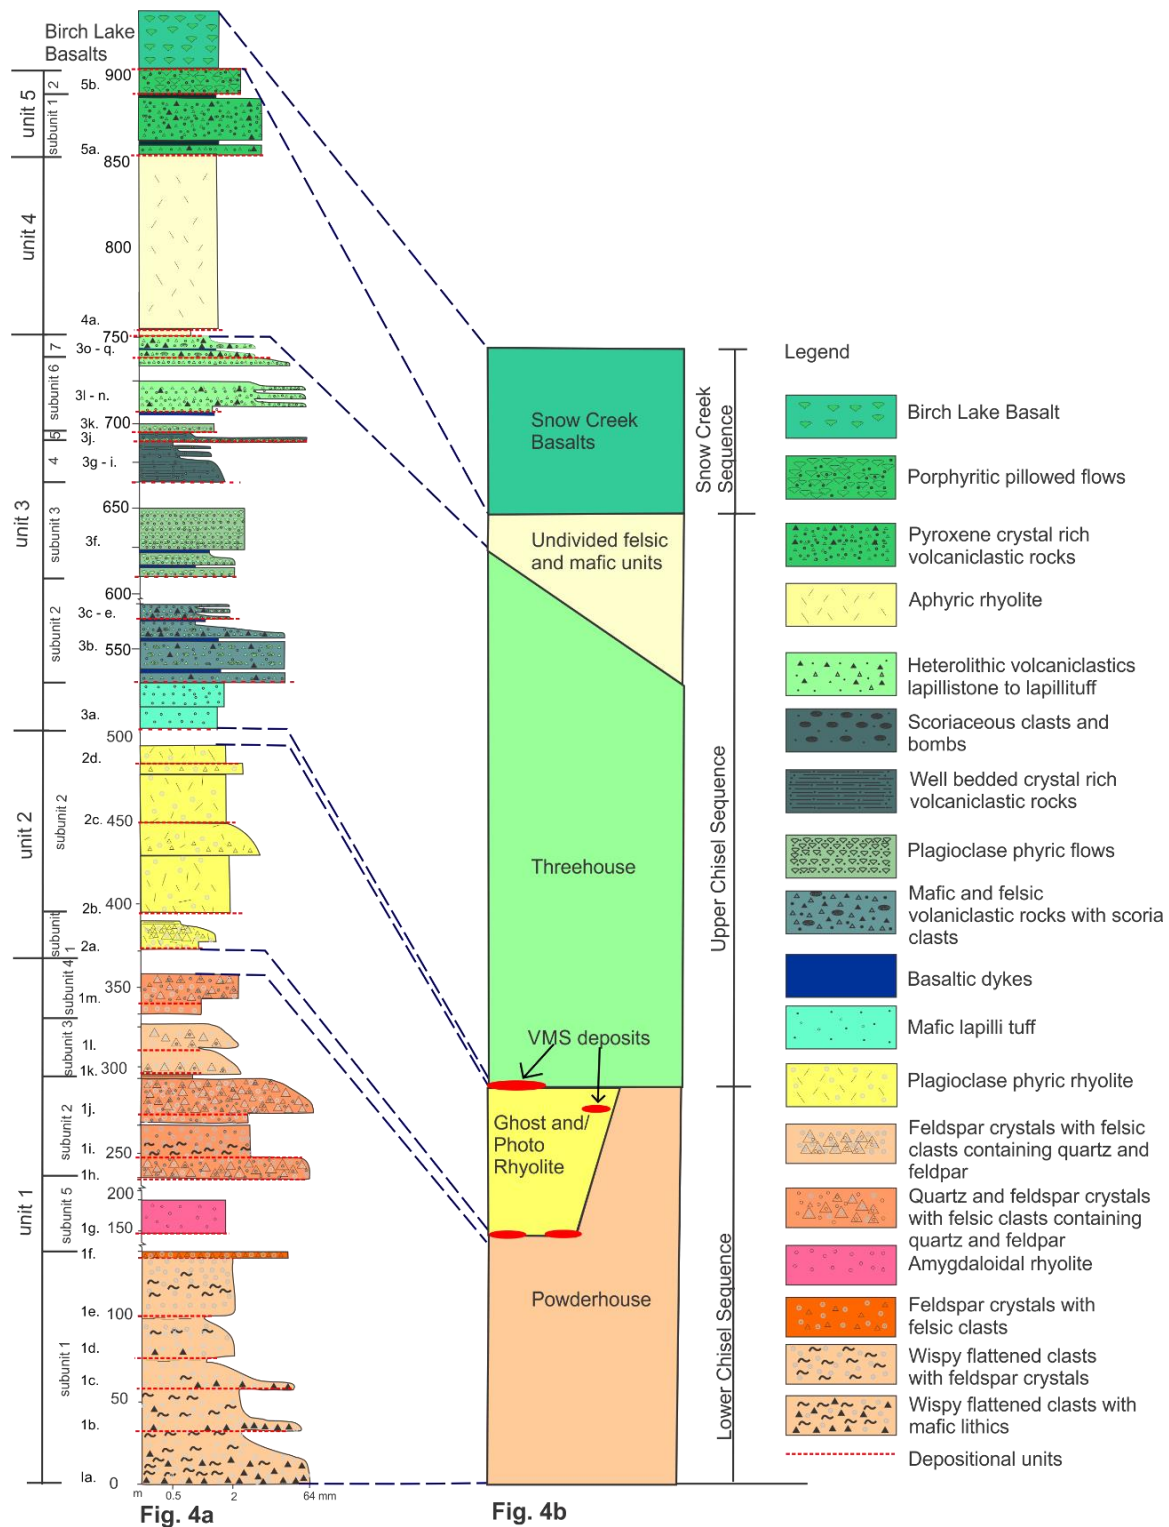 Birch Lake
Basalts
900
5b.
5a.
850
800
4a.
750
3o - q.
3l - n.
3k. 700
3j.
3g - i.
650
3f.
600
3c - e.
3b. 550
3a.
500
2d.
2c. 450
400
2b.
2a.
350
1m.
1l.
300
1k.
1j.
1i.
250
1h.
200
150
1g.
1f.
1e. 100
1d.
1c.
50
1b.
Ia. 0
m 0.5 2 64 mm
Fig. 4a
unit 5
unit 4
unit 3
unit 2
unit 1
2
subunit 1
7
subunit 6
5
4
subunit 3
subunit 2
subunit 2
subunit
1
subunit 4
subunit 3
subunit 2
subunit 5
subunit 1
Snow Creek
Basalts
Undivided felsic
and mafic units
Threehouse
VMS deposits
Ghost and/
Photo
Rhyolite
Powderhouse
Fig. 4b
Snow Creek
Sequence
Upper Chisel Sequence
Lower Chisel Sequence
Legend
Birch Lake Basalt
Porphyritic pillowed flows
Pyroxene crystal rich
volcaniclastic rocks
Aphyric rhyolite
Heterolithic volcaniclastics
lapillistone to lapillituff
Scoriaceous clasts and
bombs
Well bedded crystal rich
volcaniclastic rocks
Plagioclase phyric flows
Mafic and felsic
volaniclastic rocks with scoria
clasts
Basaltic dykes
Mafic lapilli tuff
Plagioclase phyric rhyolite
Feldspar crystals with felsic
clasts containing quartz and
feldpar
Quartz and feldspar crystals
with felsic clasts containing
quartz and feldpar
Amygdaloidal rhyolite
Feldspar crystals with
felsic clasts
Wispy flattened clasts
with feldspar crystals
Wispy flattened clasts with
mafic lithics
Depositional units